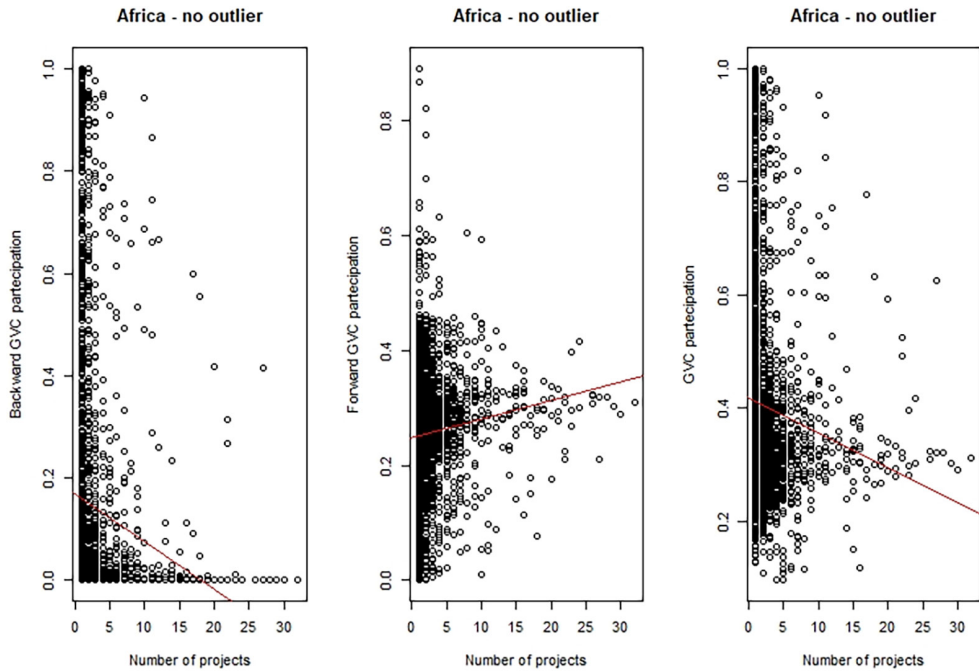 Africa - no outlier
Backward GVC partecipation
1.0
0.8
0.6
0.4
0.2
0.0
0 5 10 15 20 25 30
Number of projects
Africa - no outlier
Forward GVC partecipation
0.8
0.6
0.4
0.2
0.0
0 5 10 15 20 25 30
Number of projects
Africa - no outlier
GVC partecipation
1.0
0.8
0.6
0.4
0.2
0 5 10 15 20 25 30
Number of projects